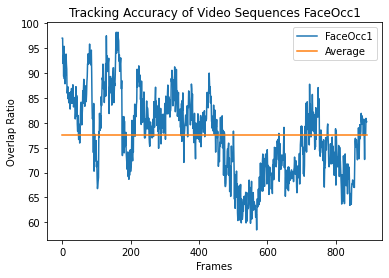 Tracking Accuracy of Video Sequences FaceOcc1
100
95
90
85
80
75
70
65
60
Overlap Ratio
FaceOcc1
Average
0
200
400
600
800
Frames